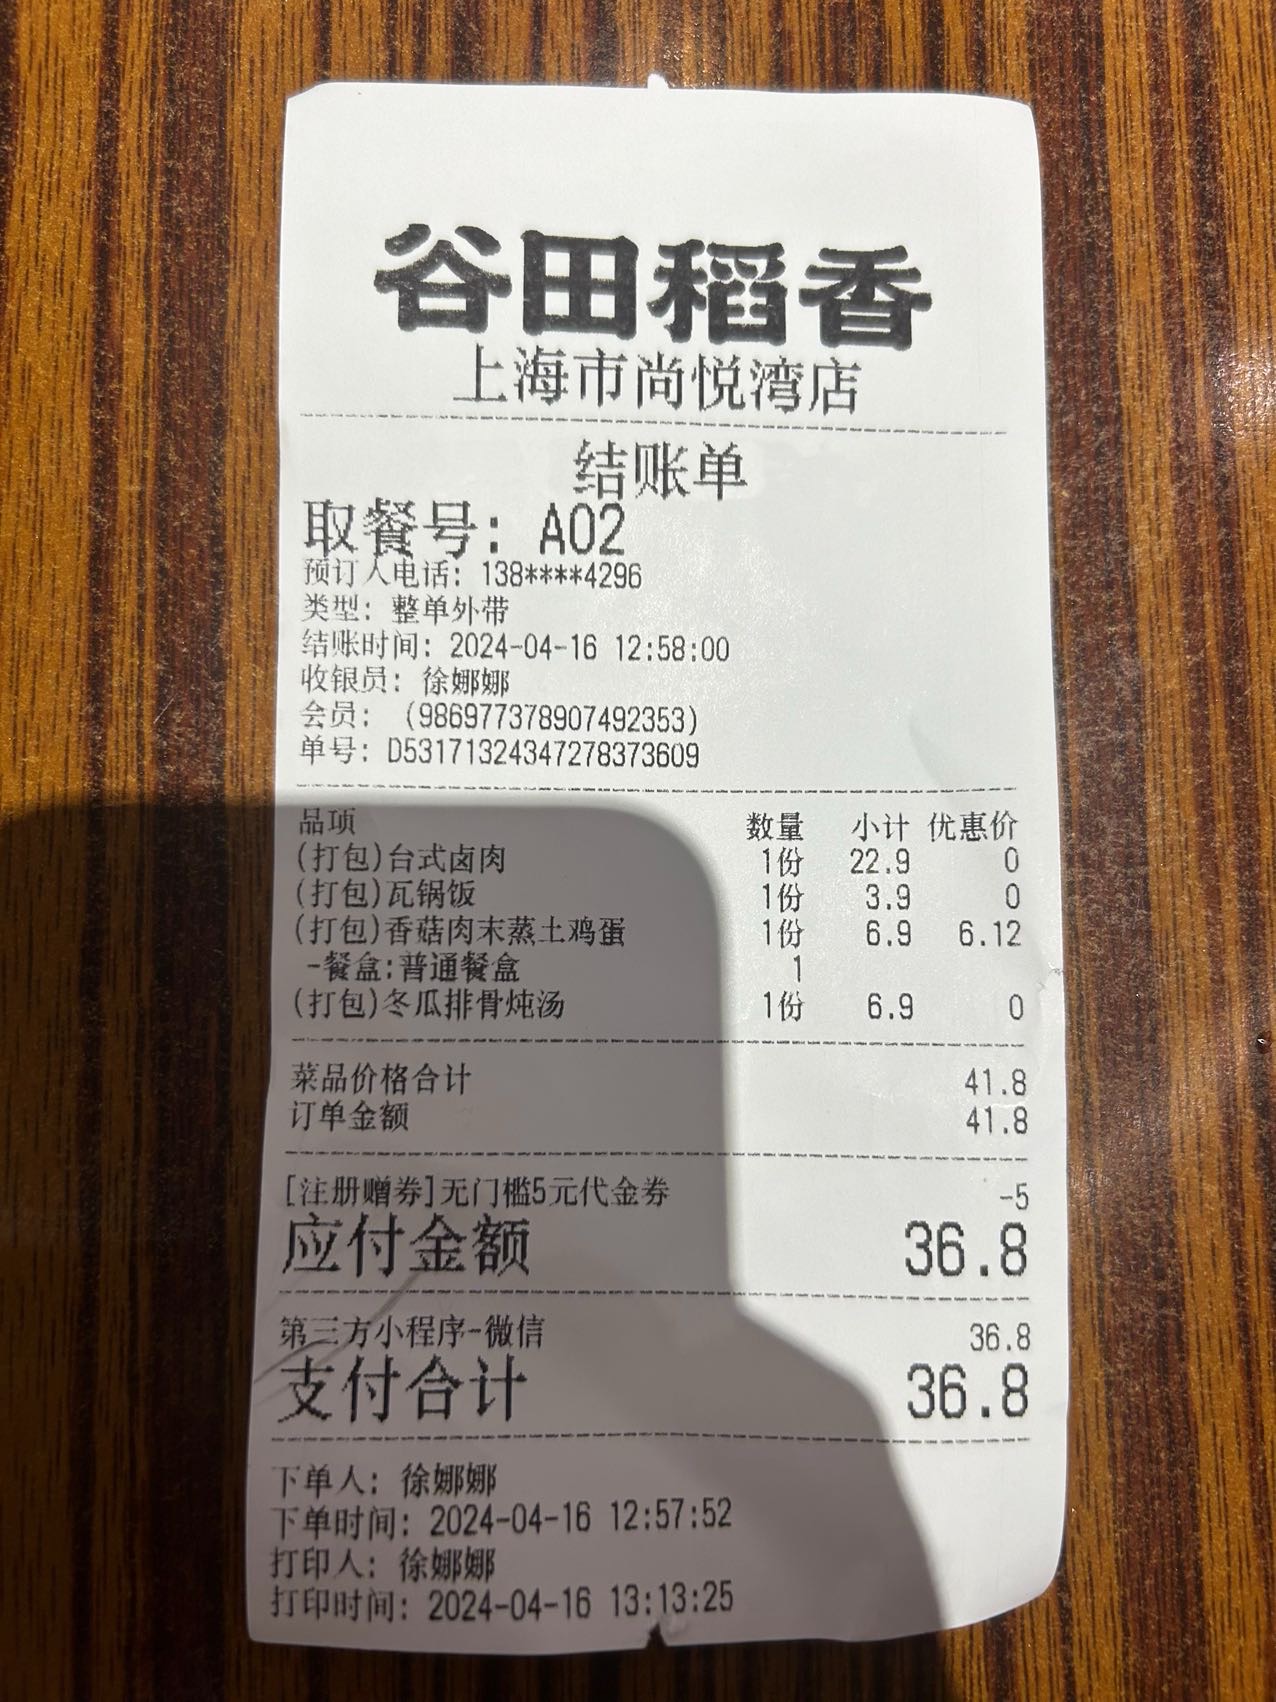 谷田稻香
上海市尚悦湾店
结账单
取餐号: A02
预订人电话: 138****4296
类型: 整单外带
结账时间: 2024-04-16 12:58:00
收银员: 徐娜娜
会员: (986977378907492353)
单号: D53171324347278373609
品项 数量 小计 优惠价
(打包)台式卤肉 1份 22.9 0
(打包)瓦锅饭 1份 3.9 0
(打包)香菇肉末蒸土鸡蛋 1份 6.9 6.12
-餐盒:普通餐盒 1
(打包)冬瓜排骨炖汤 1份 6.9 0
菜品价格合计 41.8
订单金额 41.8
[注册赠券]无门槛5元代金券 -5
应付金额 36.8
第三方小程序-微信 36.8
支付合计 36.8
下单人: 徐娜娜
下单时间: 2024-04-16 12:57:52
打印人: 徐娜娜
打印时间: 2024-04-16 13:13:25